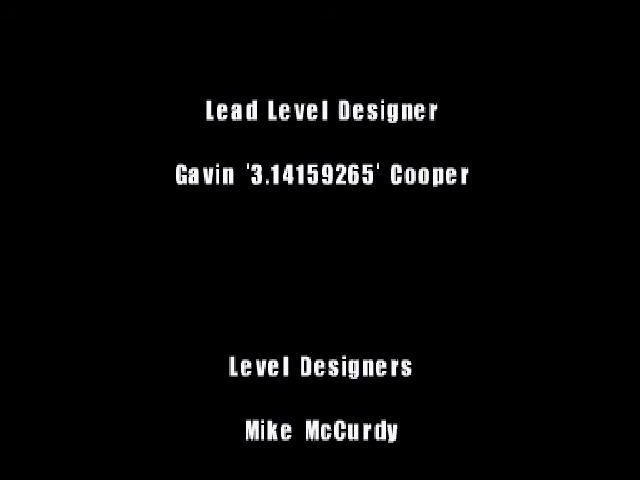 Lead Level Designer
Gavin '3.14159265' Cooper
Level Designers
Mike McCurdy